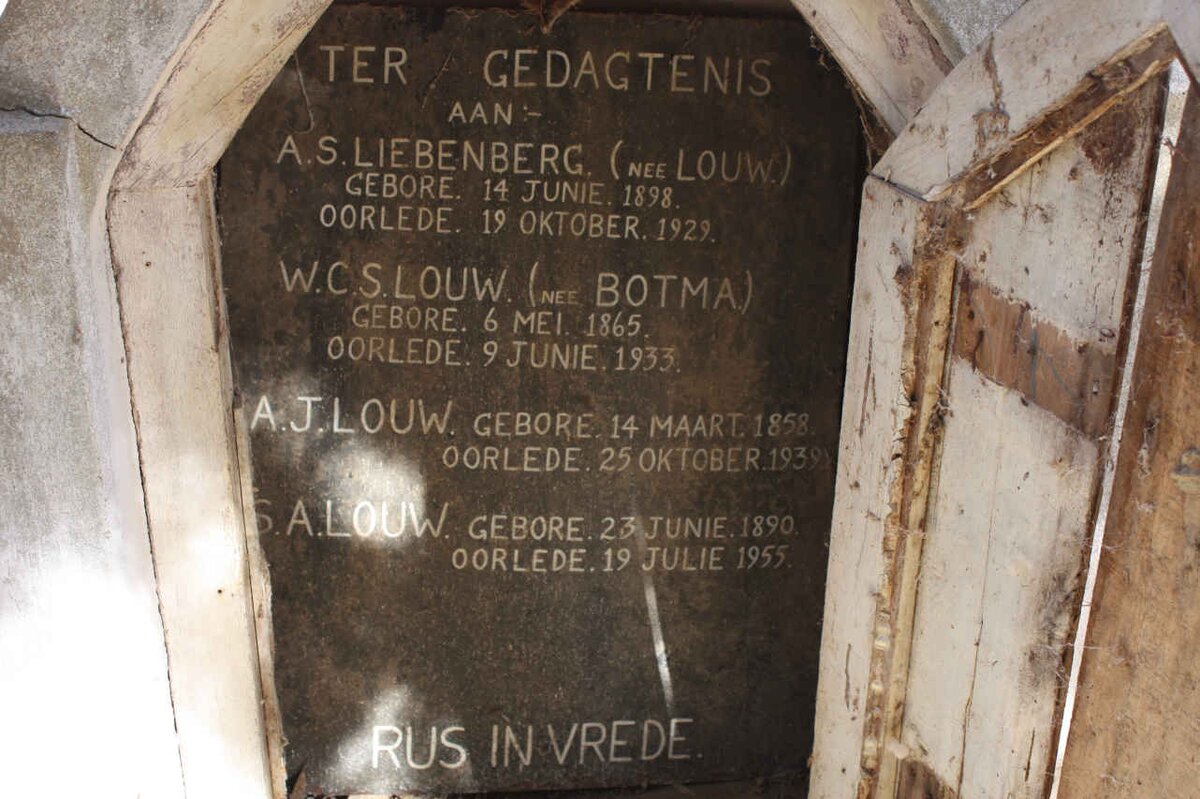 TER GEDAGTENIS
AAN :-
A.S. LIEBENBERG. (NEE LOUW.)
GEBORE. 14 JUNIE. 1898.
OORLEDE. 19 OKTOBER. 1929.
W.C.S. LOUW. (NEE BOTMA.)
GEBORE. 6 MEI. 1865.
OORLEDE. 9 JUNIE. 1933.
A.J. LOUW. GEBORE. 14 MAART. 1858.
OORLEDE. 25 OKTOBER. 1939
S.A. LOUW. GEBORE. 23 JUNIE. 1890.
OORLEDE. 19 JULIE 1955.
RUS IN VREDE.